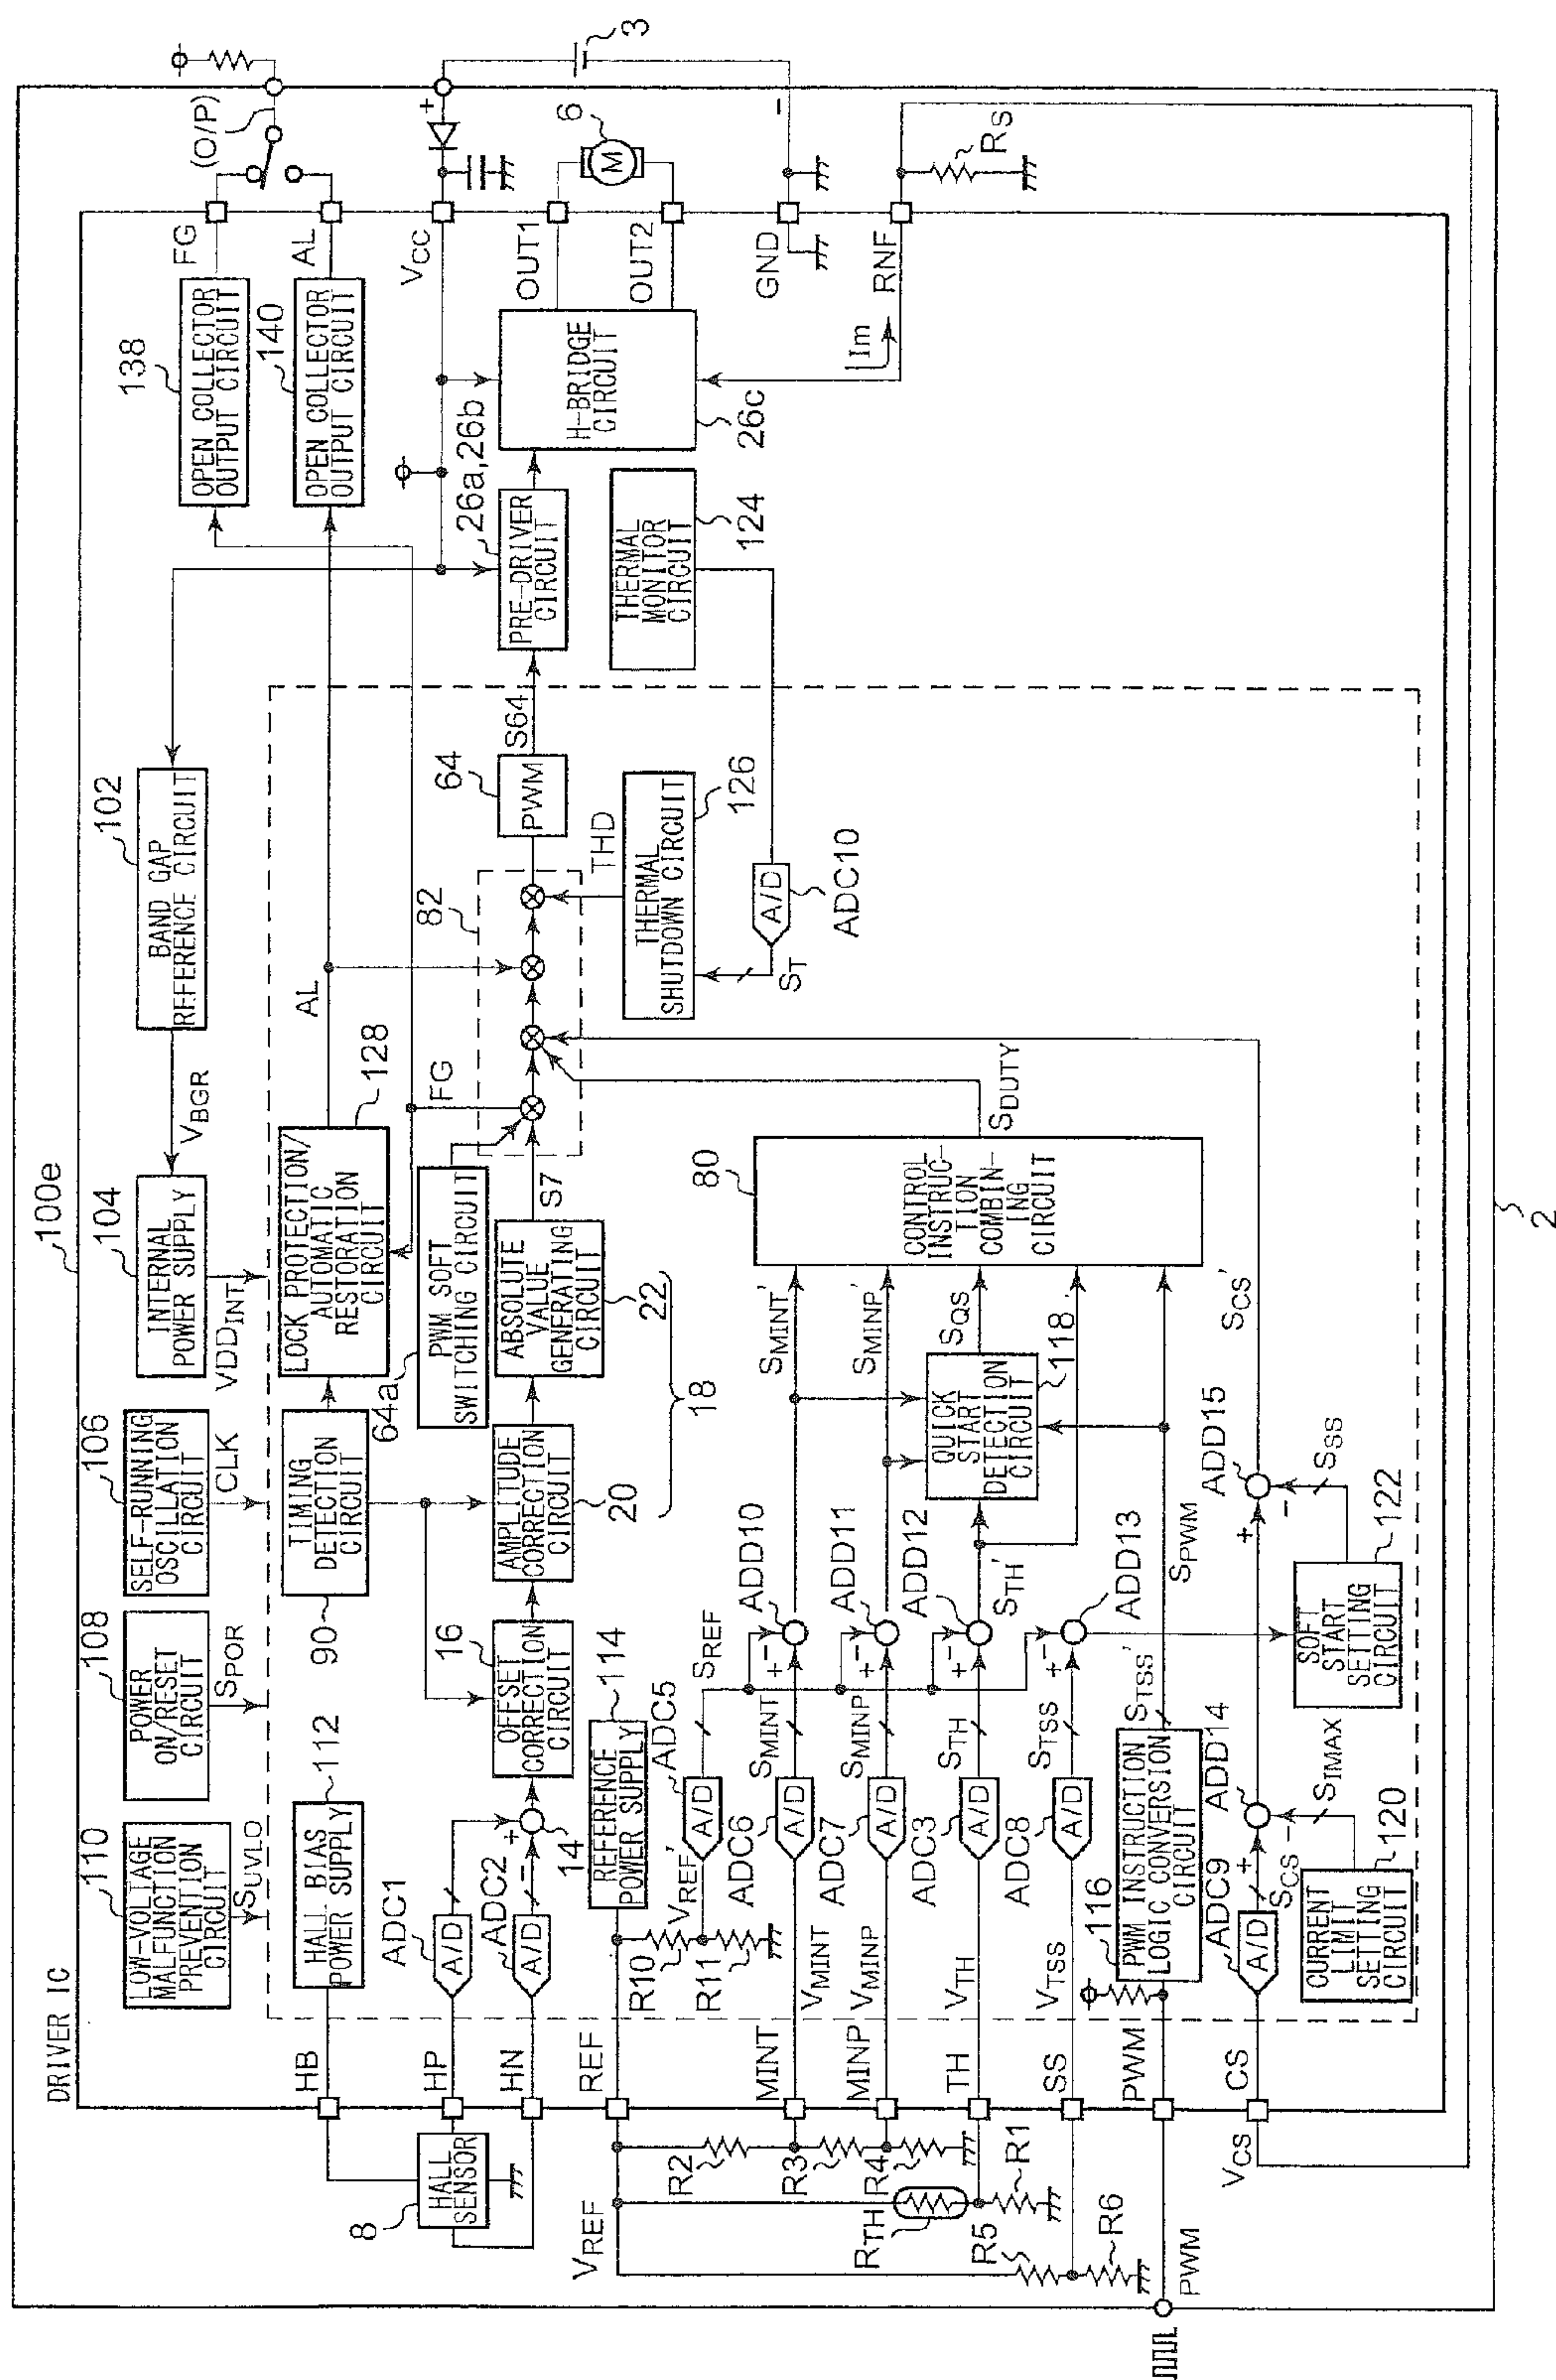 DRIVER IC
100e
110
LOW-VOLTAGE
MALFUNCTION
PREVENTION
CIRCUIT
SUVLO
108
POWER
ON/RESET
CIRCUIT
SPOR
106
SELF-RUNNING
OSCILLATION
CIRCUIT
CLK
104
INTERNAL
POWER SUPPLY
VDDINT
VBGR
102
BAND GAP
REFERENCE CIRCUIT
138
OPEN COLLECTOR
OUTPUT CIRCUIT
FG
140
OPEN COLLECTOR
OUTPUT CIRCUIT
AL
(O/P)
HB
112
HALL BIAS
POWER SUPPLY
90
TIMING
DETECTION
CIRCUIT
LOCK PROTECTION/
AUTOMATIC
RESTORATION
CIRCUIT
128
AL
FG
8
HALL
SENSOR
HP
HN
ADC1
A/D
ADC2
A/D
+
-
14
16
OFFSET
CORRECTION
CIRCUIT
AMPLITUDE
CORRECTION
CIRCUIT
20
64a
PWM SOFT
SWITCHING CIRCUIT
ABSOLUTE
VALUE
GENERATING
CIRCUIT
22
18
S7
82
64
PWM
S64
26a,26b
PRE-DRIVER
CIRCUIT
H-BRIDGE
CIRCUIT
26c
VCC
+
3
-
OUT1
OUT2
6
M
GND
RNF
Im
RS
THERMAL
MONITOR
CIRCUIT
124
THD
THERMAL
SHUTDOWN CIRCUIT
126
ST
A/D
ADC10
REF
REFERENCE
POWER SUPPLY
114
R10
R11
VREF'
A/D
ADC5
SREF
VREF
R2
R3
R4
RTH
R1
R5
R6
MINT
VMINT
ADC6
A/D
SMINT
+
-
ADD10
SMINT'
MINP
VMINP
ADC7
A/D
SMINP
+
-
ADD11
SMINP'
TH
VTH
ADC3
A/D
STH
+
-
ADD12
STH'
QUICK
START
DETECTION
CIRCUIT
118
SQS
SS
VTSS
ADC8
A/D
STSS
+
-
ADD13
STSS'
80
CONTROL
INSTRUC-
TION
COMBIN-
ING
CIRCUIT
SDUTY
PWM
PWM
116
PWM INSTRUCTION
LOGIC CONVERSION
CIRCUIT
SPWM
CS
VCS
ADC9
A/D
SCS
+
-
ADD14
SIMAX
CURRENT
LIMIT
SETTING
CIRCUIT
120
SOFT
START
SETTING
CIRCUIT
122
SSS
+
-
ADD15
SCS'
2